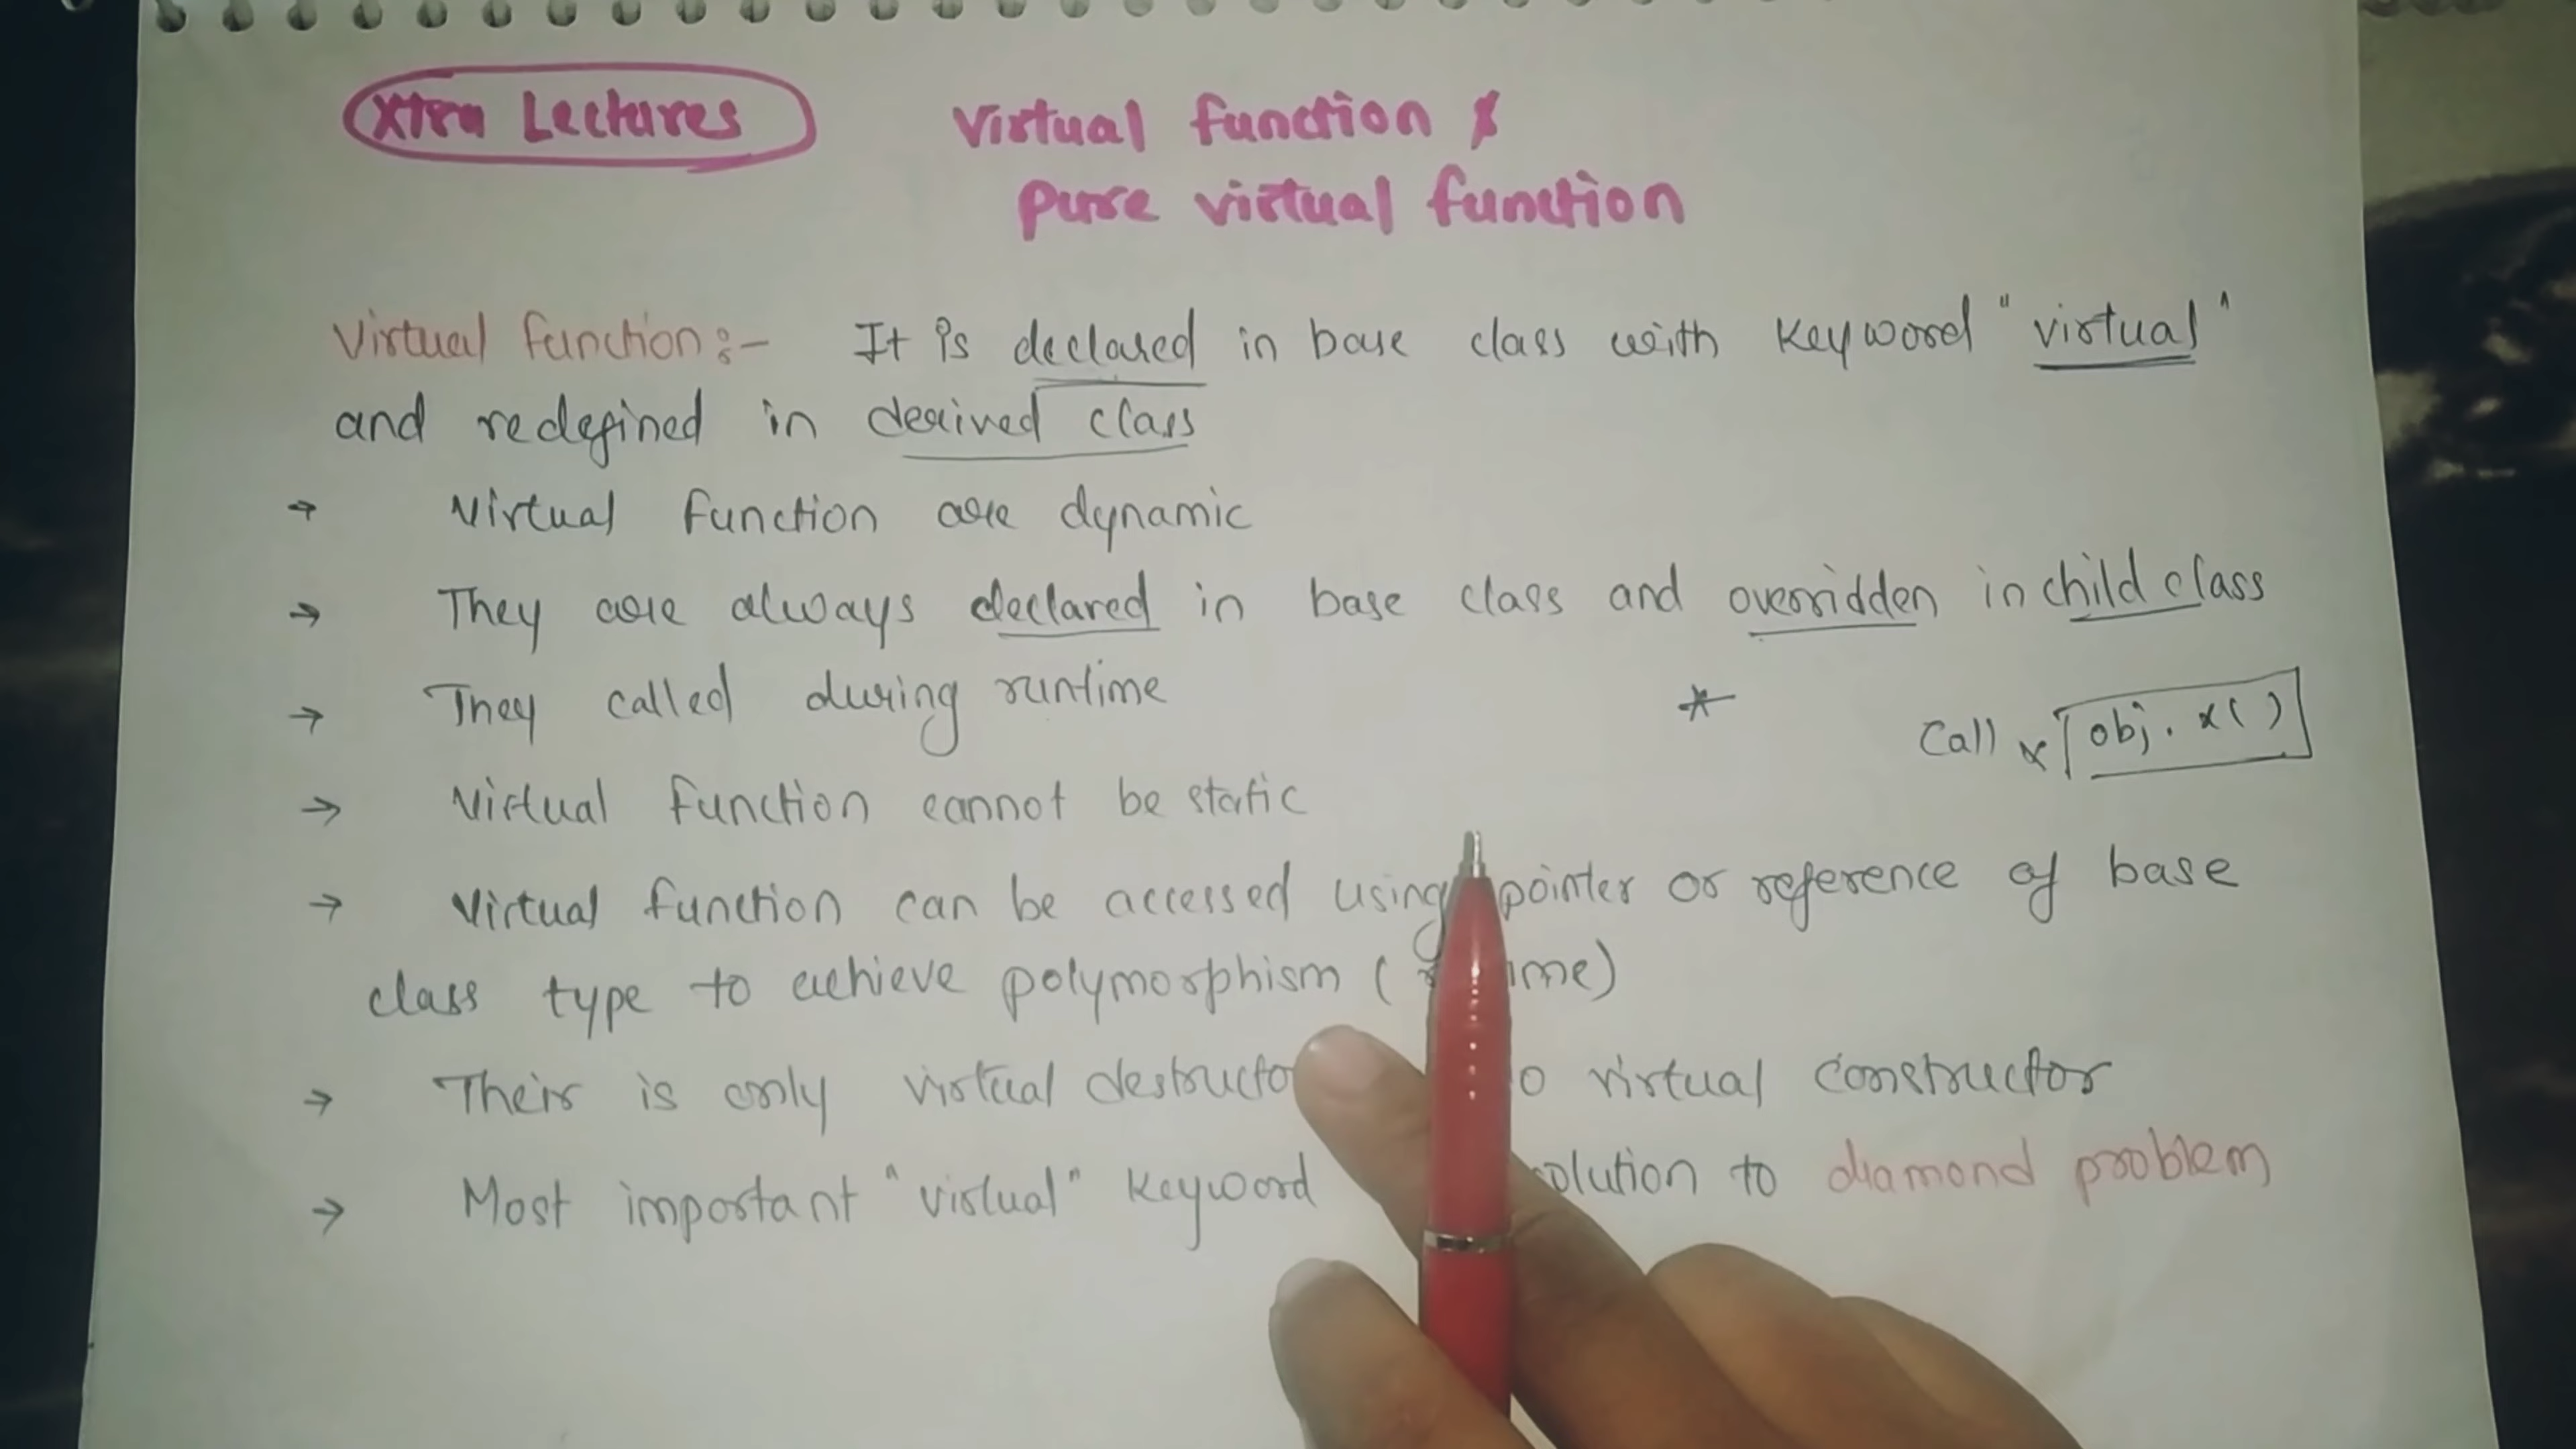 Xtra Lectures
Virtual function &
pure virtual function
Virtual function :- It is declared in base class with keyword "virtual"
and redefined in derived class
→ Virtual function are dynamic
→ They are always declared in base class and overridden in child class
→ They called during runtime
* Call obj. x()
→ Virtual function cannot be static
→ Virtual function can be accessed using pointer or reference of base
class type to achieve polymorphism (
→ Their is only virtual virtual constructor
→ Most important "virtual" keyword to diamond problem